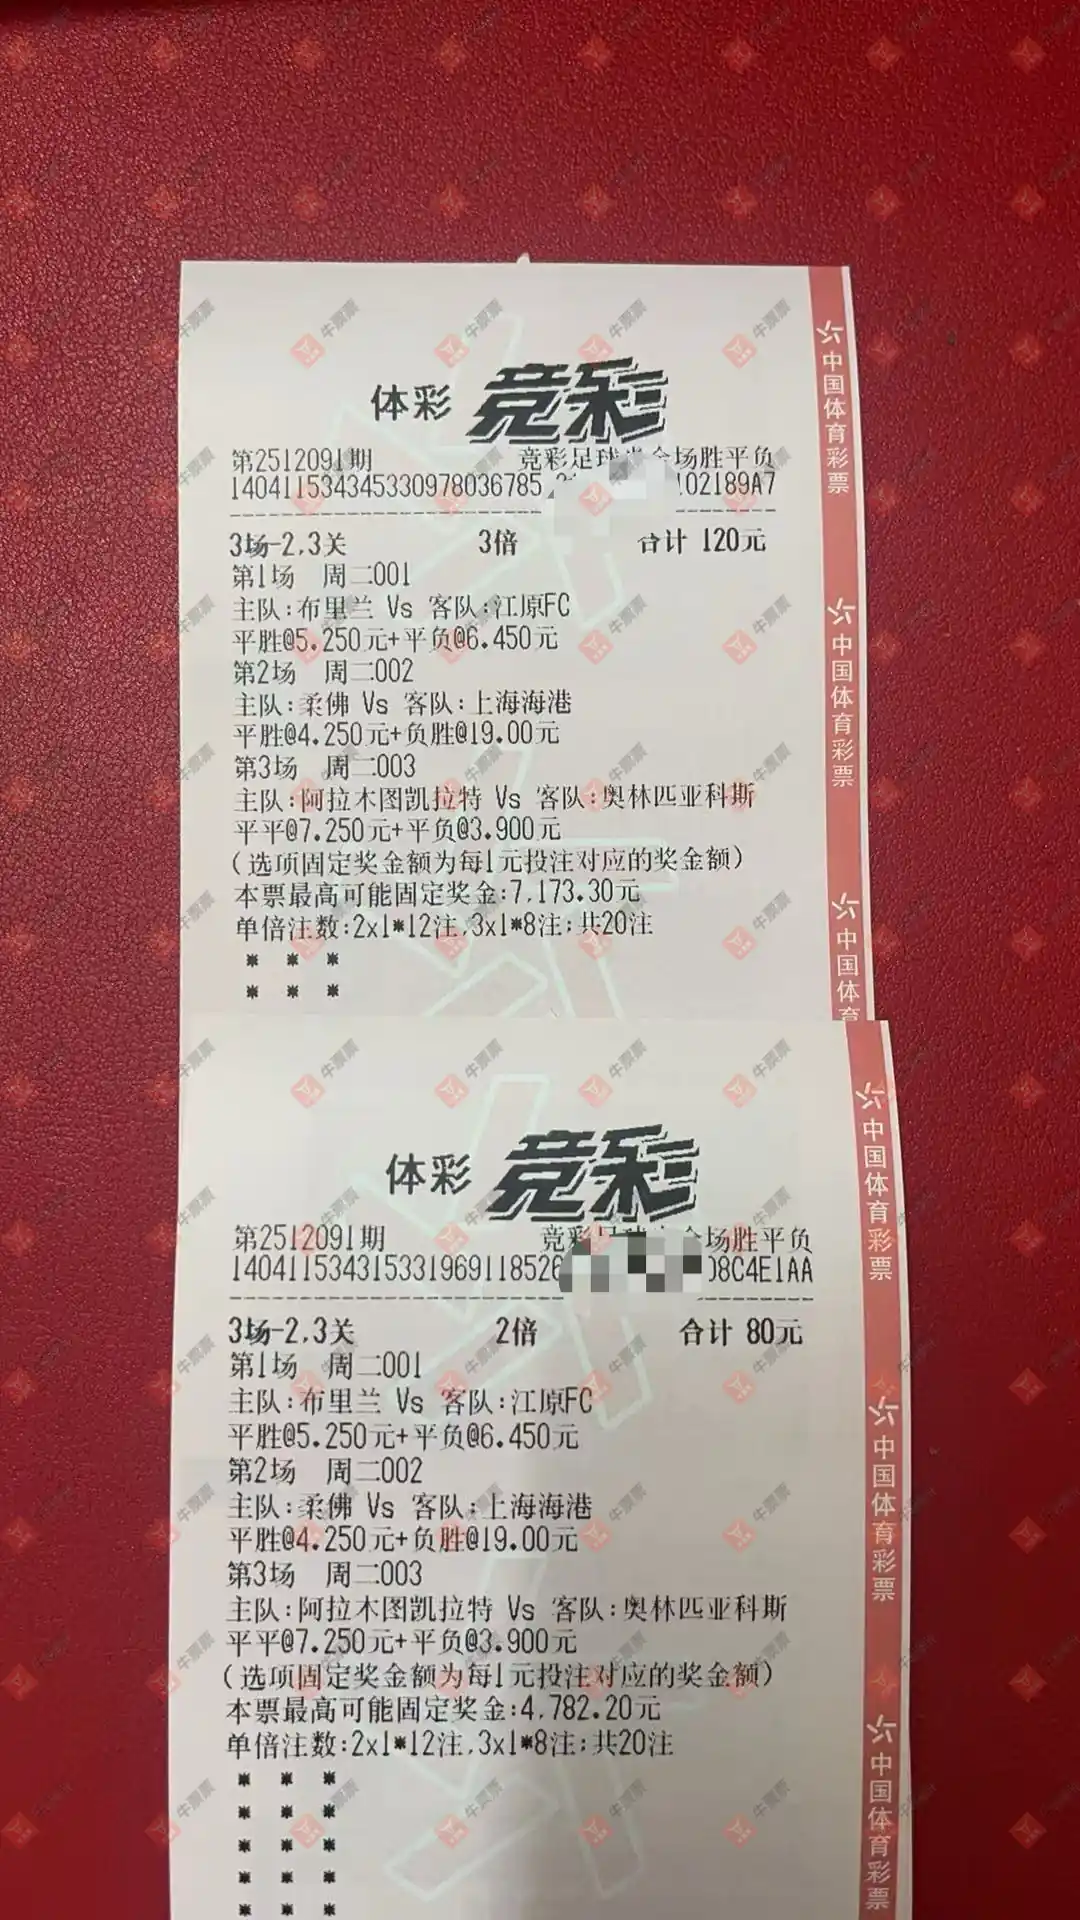 体彩 竞彩
第2512091期 竞彩足球 全场胜平负
140411534345330978036785 102189A7
3场-2,3关 3倍 合计 120元
第1场 周二001
主队:布里兰 Vs 客队:江原FC
平胜@5.250元+平负@6.450元
第2场 周二002
主队:柔佛 Vs 客队:上海海港
平胜@4.250元+负胜@19.00元
第3场 周二003
主队:阿拉木图凯拉特 Vs 客队:奥林匹亚科斯
平平@7.250元+平负@3.900元
(选项固定奖金额为每1元投注对应的奖金额)
本票最高可能固定奖金:7,173.30元
单倍注数:2x1*12注,3x1*8注;共20注
* * *
* * *
中国体育彩票
中国体育彩票
中国体育
体彩 竞彩
第2512091期 竞彩足球 全场胜平负
140411534315331969118526 D8C4E1AA
3场-2,3关 2倍 合计 80元
第1场 周二001
主队:布里兰 Vs 客队:江原FC
平胜@5.250元+平负@6.450元
第2场 周二002
主队:柔佛 Vs 客队:上海海港
平胜@4.250元+负胜@19.00元
第3场 周二003
主队:阿拉木图凯拉特 Vs 客队:奥林匹亚科斯
平平@7.250元+平负@3.900元
(选项固定奖金额为每1元投注对应的奖金额)
本票最高可能固定奖金:4,782.20元
单倍注数:2x1*12注,3x1*8注;共20注
* * *
* * *
* * *
* * *
* * *
中国体育彩票
中国体育彩票
中国体育彩票
牛票票